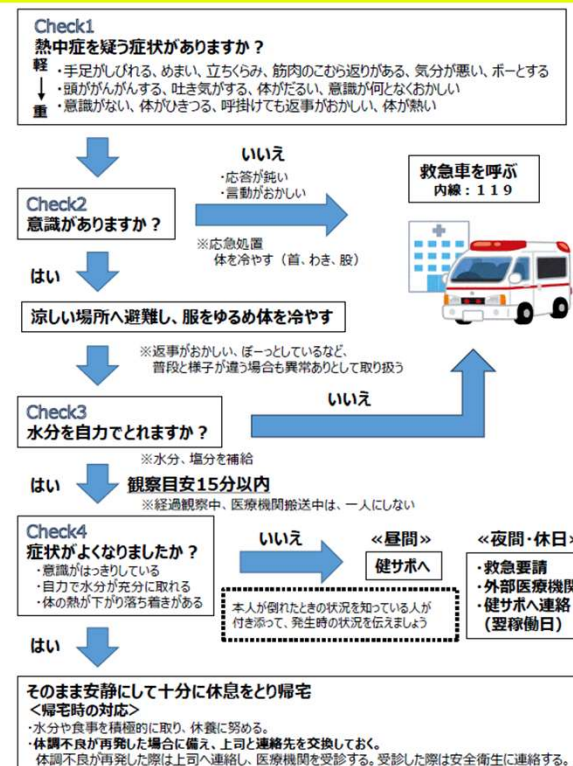 Check1
熱中症を疑う症状がありますか？
軽 ・手足がしびれる、めまい、立ちくらみ、筋肉のこむら返りがある、気分が悪い、ボーとする
↓ ・頭ががんがんする、吐き気がする、体がだるい、意識が何となくおかしい
重 ・意識がない、体がひきつる、呼掛けても返事がおかしい、体が熱い
いいえ
・応答が鈍い
・言動がおかしい
救急車を呼ぶ
内線：１１９
Check2
意識がありますか？
※応急処置
体を冷やす（首、わき、股）
はい
涼しい場所へ避難し、服をゆるめ体を冷やす
※返事がおかしい、ぼーっとしているなど、
普段と様子が違う場合も異常ありとして取り扱う
いいえ
Check3
水分を自力でとれますか？
※水分、塩分を補給
はい 観察目安15分以内
※経過観察中、医療機関搬送中は、一人にしない
Check4
症状がよくなりましたか？
・意識がはっきりしている
・自力で水分が充分に取れる
・体の熱が下がり落ち着きがある
いいえ
≪昼間≫
健サポへ
≪夜間・休日≫
・救急要請
・外部医療機関
・健サポへ連絡
(翌稼働日)
本人が倒れたときの状況を知っている人が
付き添って、発生時の状況を伝えましょう
はい
そのまま安静にして十分に休息をとり帰宅
＜帰宅時の対応＞
・水分や食事を積極的に取り、休養に努める。
・体調不良が再発した場合に備え、上司と連絡先を交換しておく。
体調不良が再発した際は上司へ連絡し、医療機関を受診する。受診した際は安全衛生に連絡する。